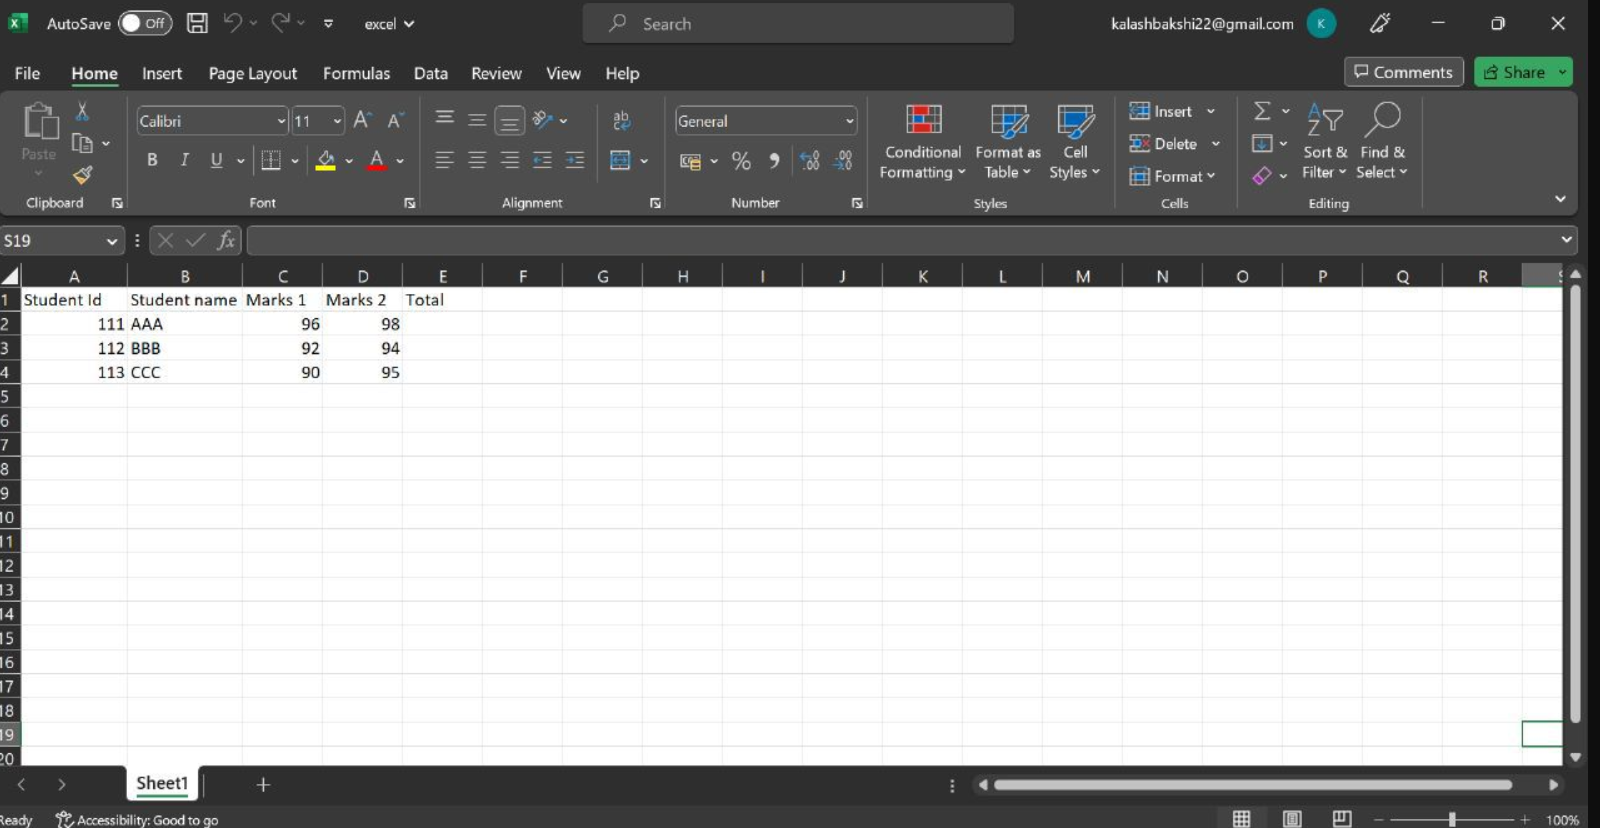 AutoSave Off excel Search kalashbakshi22@gmail.com K
File Home Insert Page Layout Formulas Data Review View Help Comments Share
Paste Calibri 11 A A ab General Conditional Formatting Format as Table Cell Styles Insert Σ A Z Sort & Filter Find & Select
B I U A % 9 .00 Delete
Format
Clipboard Font Alignment Number Styles Cells Editing
S19 fx
A B C D E F G H I J K L M N O P Q R S
1 Student Id Student name Marks 1 Marks 2 Total
2 111 AAA 96 98
3 112 BBB 92 94
4 113 CCC 90 95
5
6
7
8
9
10
11
12
13
14
15
16
17
18
19
20
Sheet1 +
Ready Accessibility: Good to go 100%